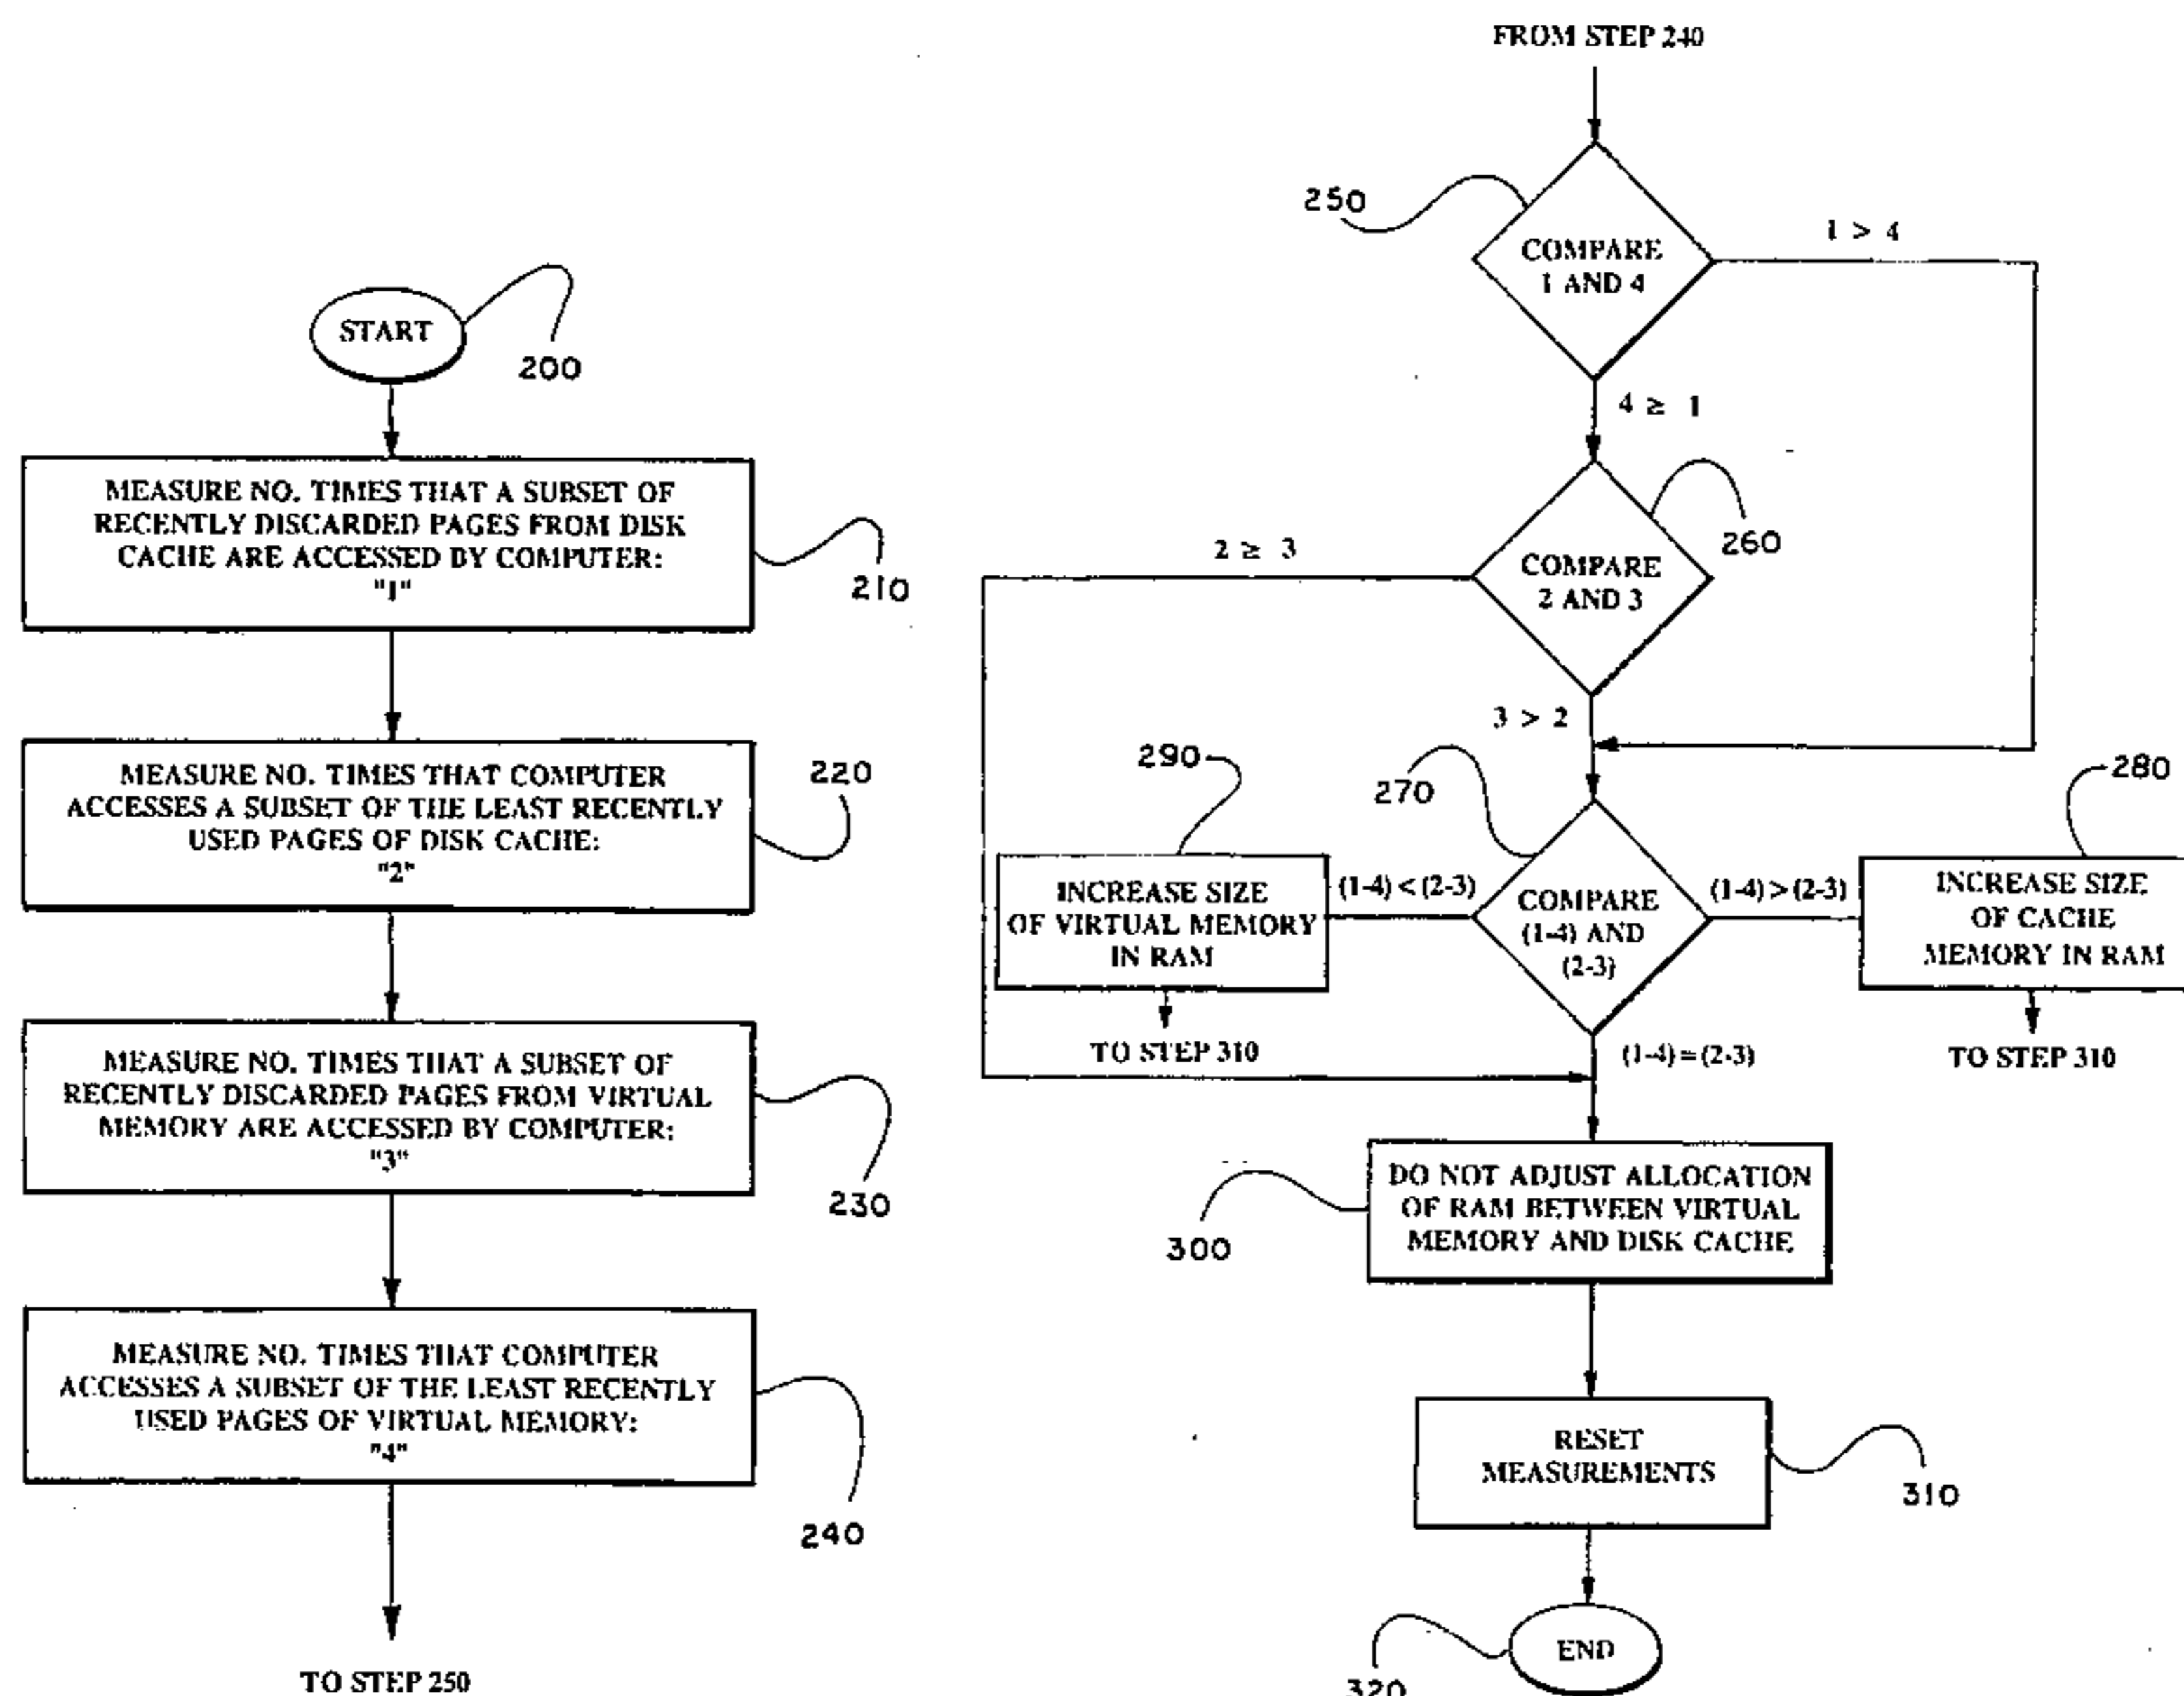 START
200
MEASURE NO. TIMES THAT A SUBSET OF
RECENTLY DISCARDED PAGES FROM DISK
CACHE ARE ACCESSED BY COMPUTER:
"1"
210
MEASURE NO. TIMES THAT COMPUTER
ACCESSES A SUBSET OF THE LEAST RECENTLY
USED PAGES OF DISK CACHE:
"2"
220
MEASURE NO. TIMES THAT A SUBSET OF
RECENTLY DISCARDED PAGES FROM VIRTUAL
MEMORY ARE ACCESSED BY COMPUTER:
"3"
230
MEASURE NO. TIMES THAT COMPUTER
ACCESSES A SUBSET OF THE LEAST RECENTLY
USED PAGES OF VIRTUAL MEMORY:
"4"
240
TO STEP 250
FROM STEP 240
250
COMPARE
1 AND 4
1 > 4
4 ≥ 1
260
COMPARE
2 AND 3
2 ≥ 3
3 > 2
270
COMPARE
(1-4) AND
(2-3)
(1-4) < (2-3)
290
INCREASE SIZE
OF VIRTUAL MEMORY
IN RAM
TO STEP 310
(1-4) > (2-3)
280
INCREASE SIZE
OF CACHE
MEMORY IN RAM
TO STEP 310
(1-4) = (2-3)
300
DO NOT ADJUST ALLOCATION
OF RAM BETWEEN VIRTUAL
MEMORY AND DISK CACHE
RESET
MEASUREMENTS
310
END
320